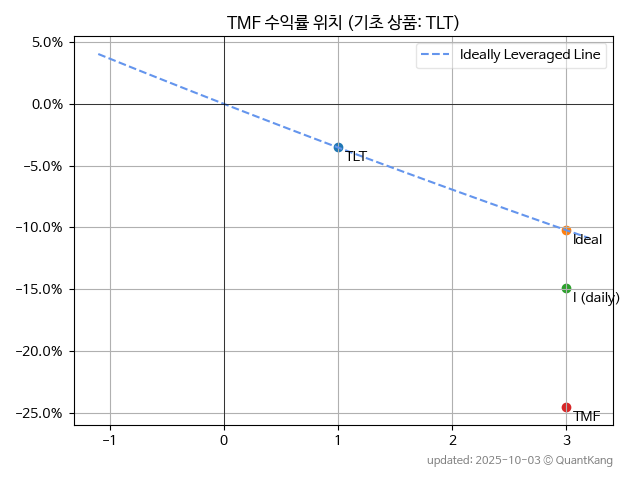 TMF 수익률 위치 (기초 상품: TLT)
Ideally Leveraged Line
5.0%
0.0%
−5.0%
−10.0%
−15.0%
−20.0%
−25.0%
TLT
Ideal
I (daily)
TMF
−1
0
1
2
3
updated: 2025-10-03 © QuantKang